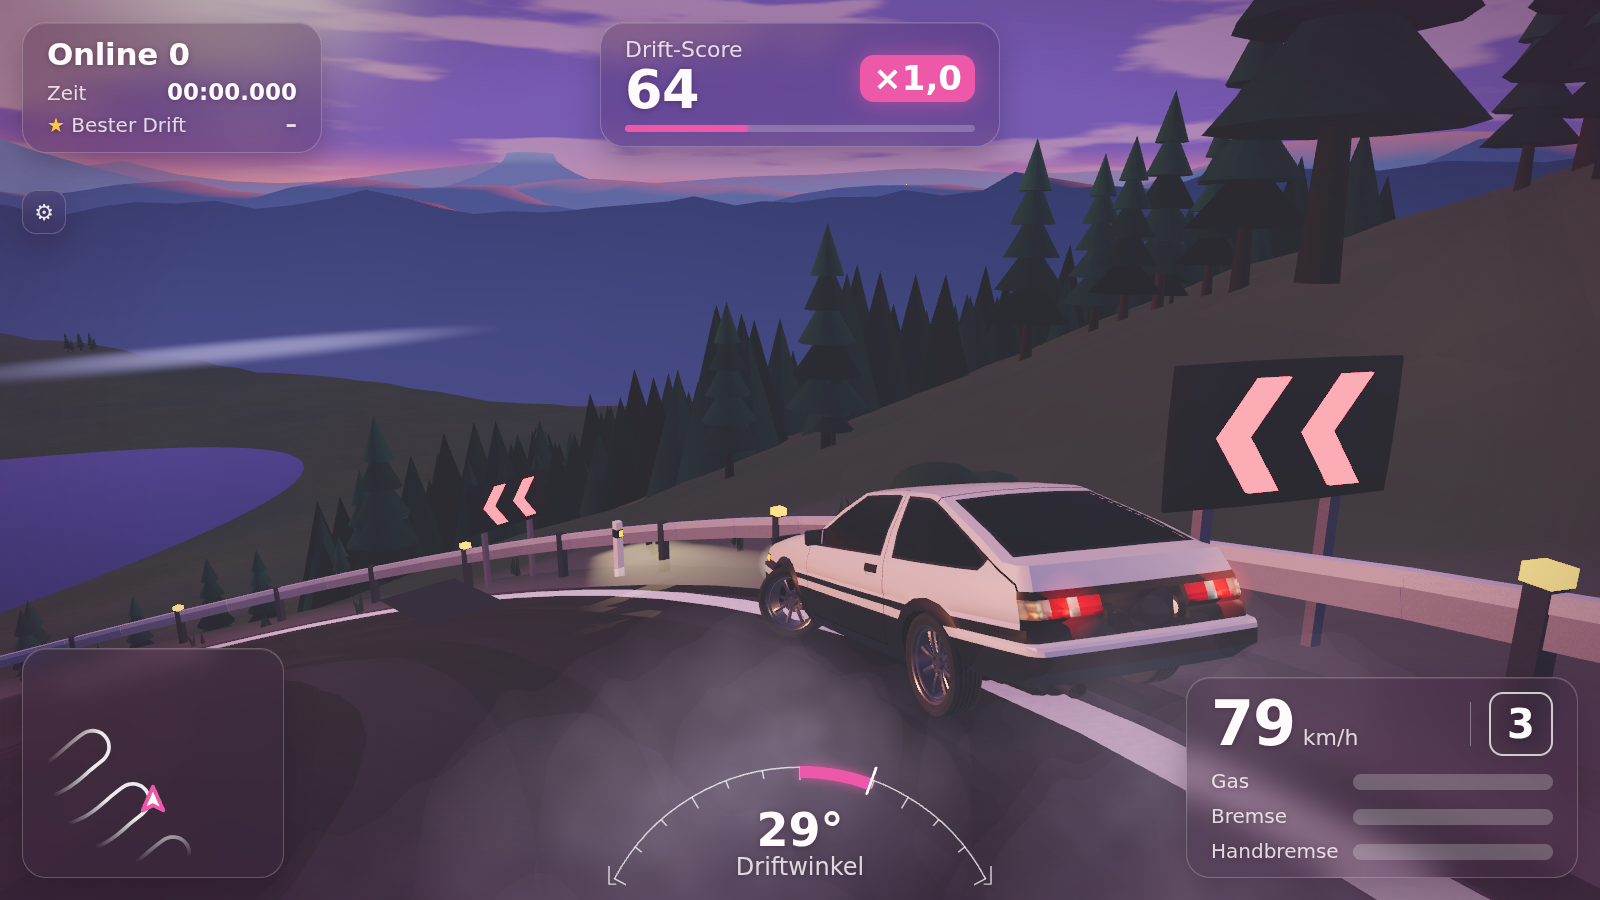 Online 0
Zeit 00:00.000
★ Bester Drift –
Drift-Score
64
×1,0
79 km/h
3
Gas
Bremse
Handbremse
29°
Driftwinkel